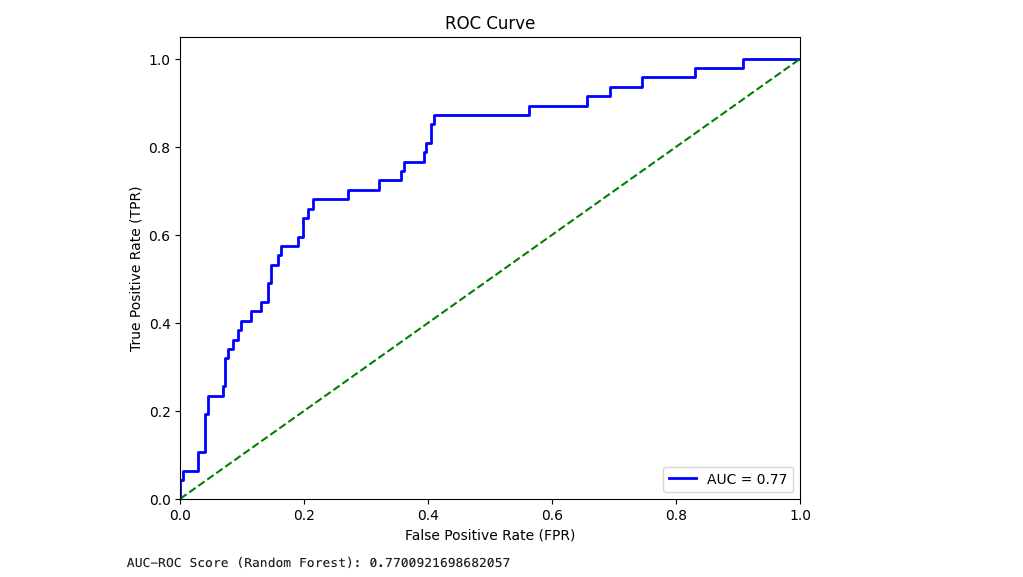 ROC Curve
1.0
0.8
0.6
0.4
0.2
0.0
True Positive Rate (TPR)
AUC = 0.77
0.0 0.2 0.4 0.6 0.8 1.0
False Positive Rate (FPR)
AUC–ROC Score (Random Forest): 0.7700921698682057